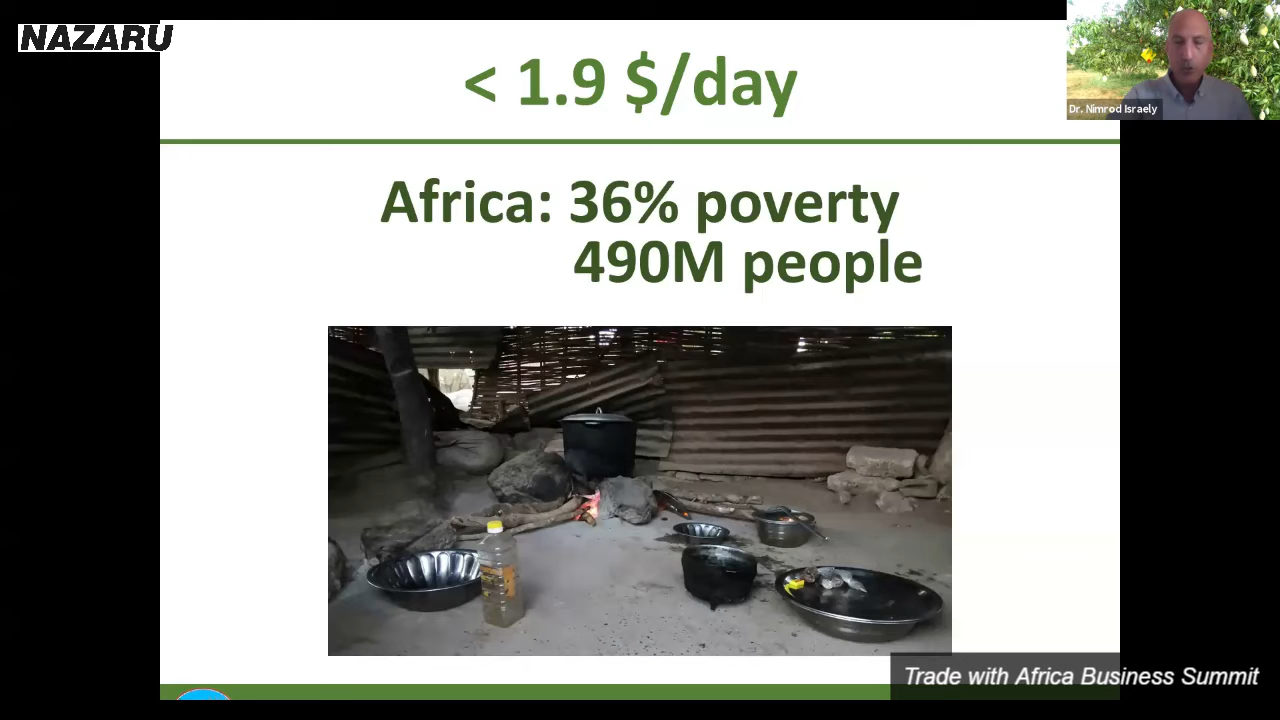 NAZARU
< 1.9 $/day
Dr. Nimrod Israely
Africa: 36% poverty
490M people
Trade with Africa Business Summit